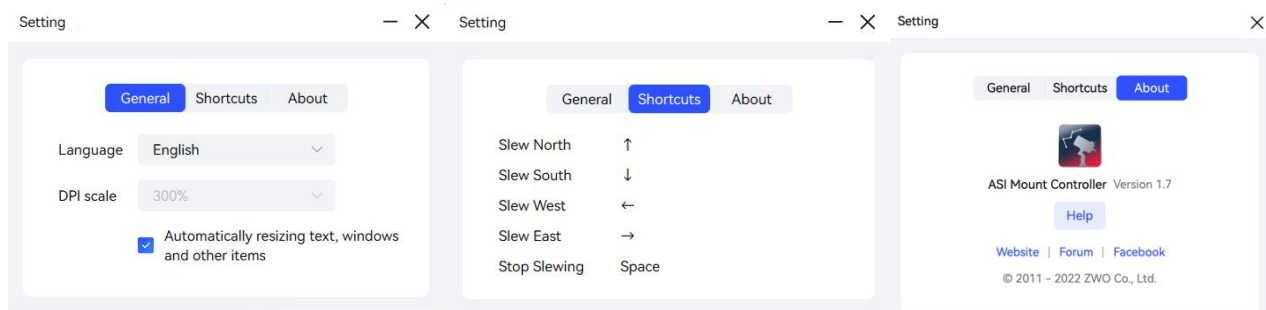 Setting
General Shortcuts About
Language English
DPI scale 300%
Automatically resizing text, windows
and other items
Setting
General Shortcuts About
Slew North ↑
Slew South ↓
Slew West ←
Slew East →
Stop Slewing Space
Setting
General Shortcuts About
ASI Mount Controller Version 1.7
Help
Website | Forum | Facebook
© 2011 - 2022 ZWO Co., Ltd.